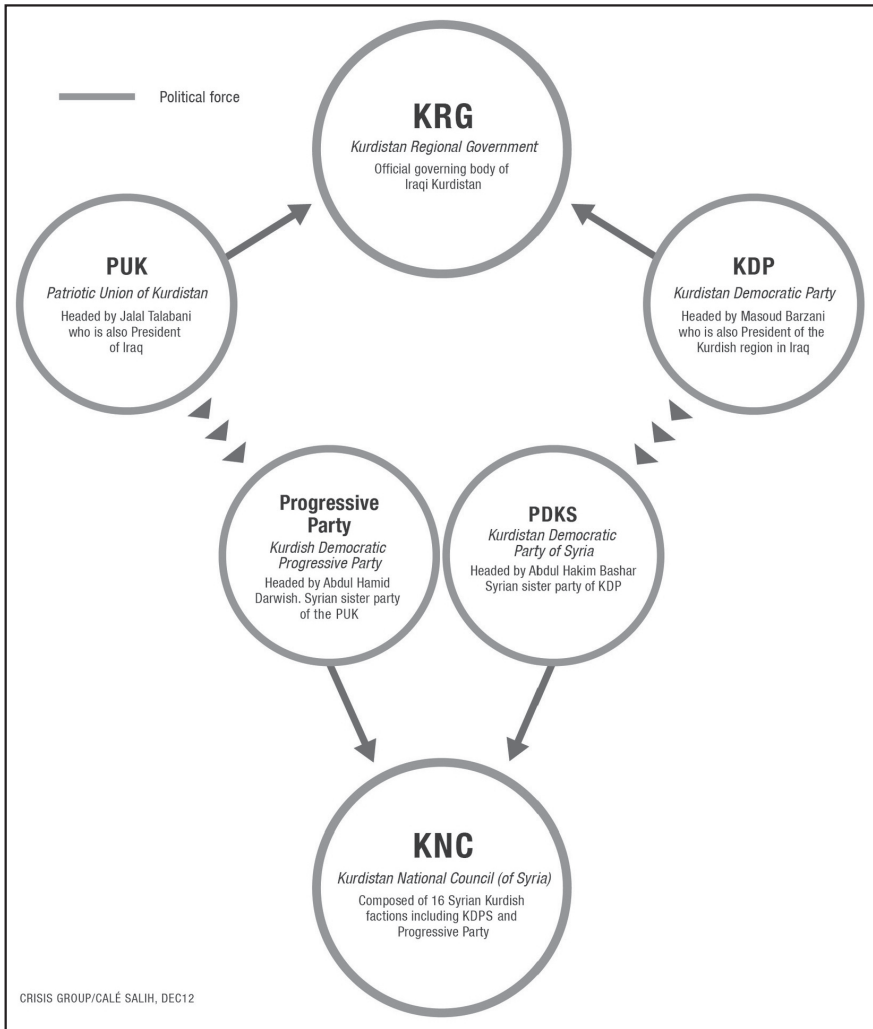 Political force
KRG
Kurdistan Regional Government
Official governing body of
Iraqi Kurdistan
PUK
Patriotic Union of Kurdistan
Headed by Jalal Talabani
who is also President
of Iraq
KDP
Kurdistan Democratic Party
Headed by Masoud Barzani
who is also President of the
Kurdish region in Iraq
Progressive
Party
Kurdish Democratic
Progressive Party
Headed by Abdul Hamid
Darwish. Syrian sister party
of the PUK
PDKS
Kurdistan Democratic
Party of Syria
Headed by Abdul Hakim Bashar
Syrian sister party of KDP
KNC
Kurdistan National Council (of Syria)
Composed of 16 Syrian Kurdish
factions including KDPS and
Progressive Party
CRISIS GROUP/CALÉ SALIH, DEC12